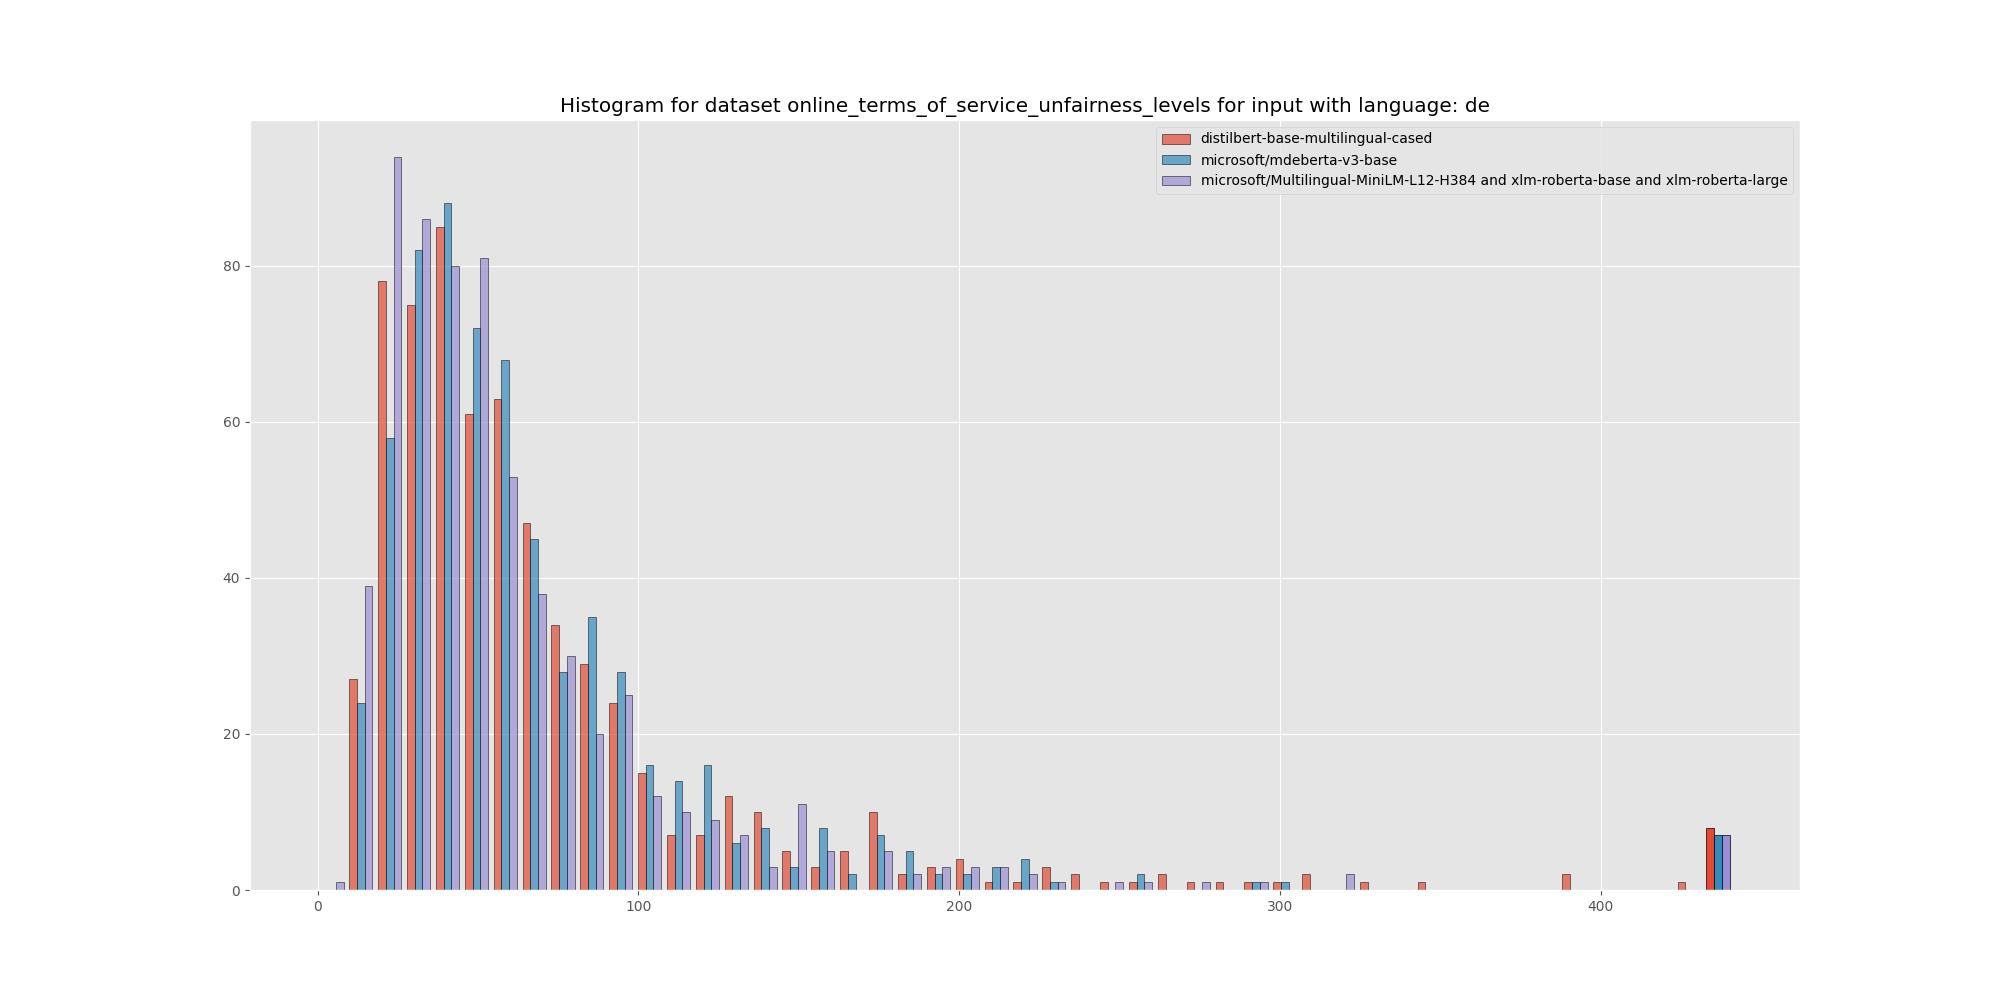 Histogram for dataset online_terms_of_service_unfairness_levels for input with language: de
distilbert-base-multilingual-cased
microsoft/mdeberta-v3-base
microsoft/Multilingual-MiniLM-L12-H384 and xlm-roberta-base and xlm-roberta-large
80
60
40
20
0
0 100 200 300 400